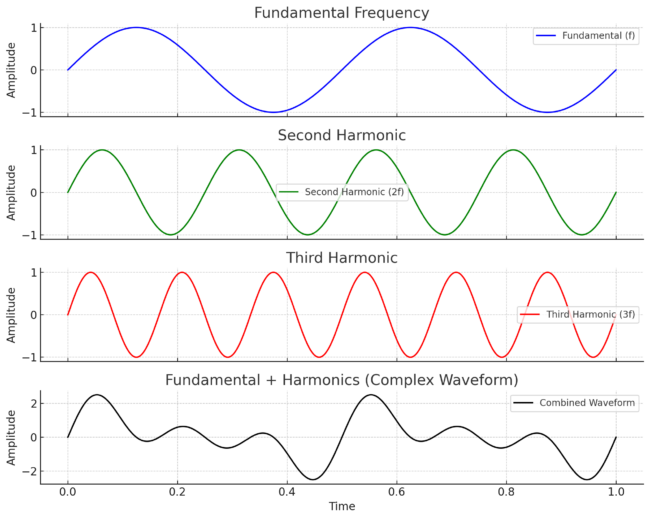 Fundamental Frequency
1
0
−1
Amplitude
Fundamental (f)
Second Harmonic
1
0
−1
Amplitude
Second Harmonic (2f)
Third Harmonic
1
0
−1
Amplitude
Third Harmonic (3f)
Fundamental + Harmonics (Complex Waveform)
2
0
−2
Amplitude
Combined Waveform
0.0 0.2 0.4 0.6 0.8 1.0
Time